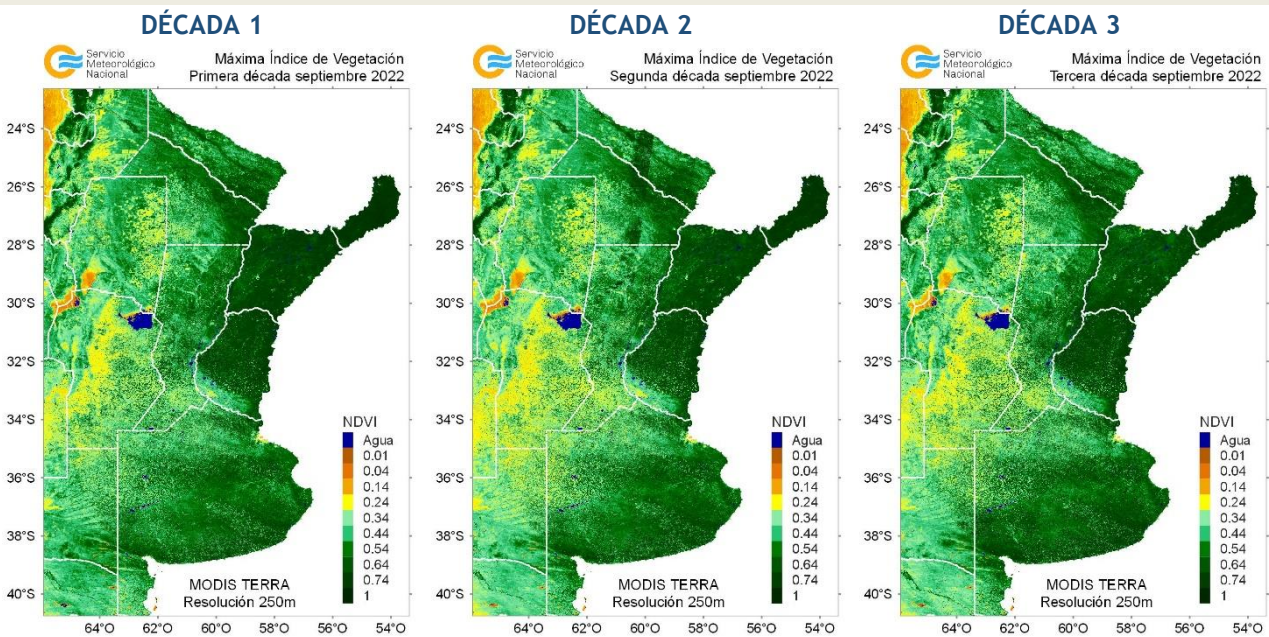 DÉCADA 1
Servicio
Meteorológico
Nacional
Máxima Índice de Vegetación
Primera década septiembre 2022
24°S
26°S
28°S
30°S
32°S
34°S
36°S
38°S
40°S
NDVI
Agua
0.01
0.04
0.14
0.24
0.34
0.44
0.54
0.64
0.74
1
MODIS TERRA
Resolución 250m
64°O 62°O 60°O 58°O 56°O 54°O
DÉCADA 2
Servicio
Meteorológico
Nacional
Máxima Índice de Vegetación
Segunda década septiembre 2022
24°S
26°S
28°S
30°S
32°S
34°S
36°S
38°S
40°S
NDVI
Agua
0.01
0.04
0.14
0.24
0.34
0.44
0.54
0.64
0.74
1
MODIS TERRA
Resolución 250m
64°O 62°O 60°O 58°O 56°O 54°O
DÉCADA 3
Servicio
Meteorológico
Nacional
Máxima Índice de Vegetación
Tercera década septiembre 2022
24°S
26°S
28°S
30°S
32°S
34°S
36°S
38°S
40°S
NDVI
Agua
0.01
0.04
0.14
0.24
0.34
0.44
0.54
0.64
0.74
1
MODIS TERRA
Resolución 250m
64°O 62°O 60°O 58°O 56°O 54°O